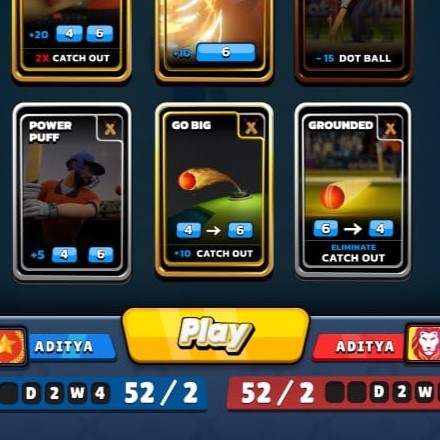 +20 4 6
2X CATCH OUT
+10 6
-15 DOT BALL
POWER
PUFF
+5 4 6
GO BIG
4 → 6
+10 CATCH OUT
GROUNDED
6 → 4
ELIMINATE
CATCH OUT
Play
ADITYA
ADITYA
D 2 W 4 52/2
52/2 D 2 W